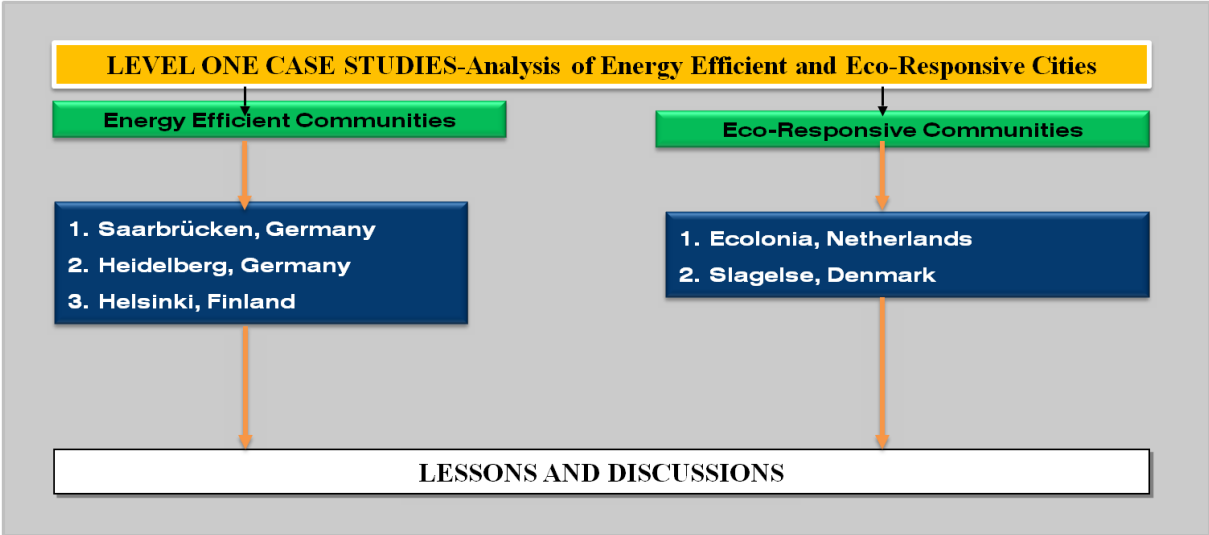 LEVEL ONE CASE STUDIES-Analysis of Energy Efficient and Eco-Responsive Cities
Energy Efficient Communities
Eco-Responsive Communities
1. Saarbrücken, Germany
2. Heidelberg, Germany
3. Helsinki, Finland
1. Ecolonia, Netherlands
2. Slagelse, Denmark
LESSONS AND DISCUSSIONS